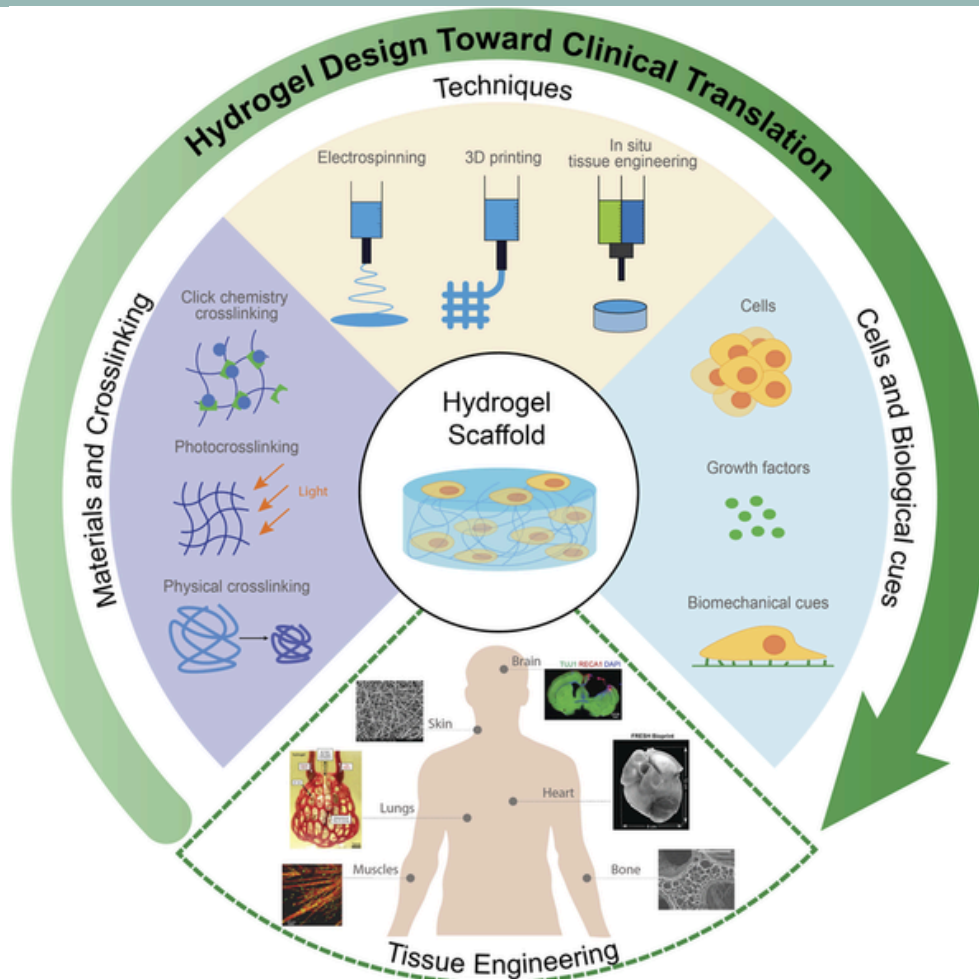 Hydrogel Design Toward Clinical Translation
Techniques
Electrospinning
3D printing
In situ
tissue engineering
Materials and Crosslinking
Click chemistry
crosslinking
Photocrosslinking
Light
Physical crosslinking
Hydrogel
Scaffold
Cells and Biological cues
Cells
Growth factors
Biomechanical cues
Brain
TUJ1 RECA1 DAPI
Skin
FRESH Bioprint
Heart
Lungs
Muscles
Bone
Tissue Engineering